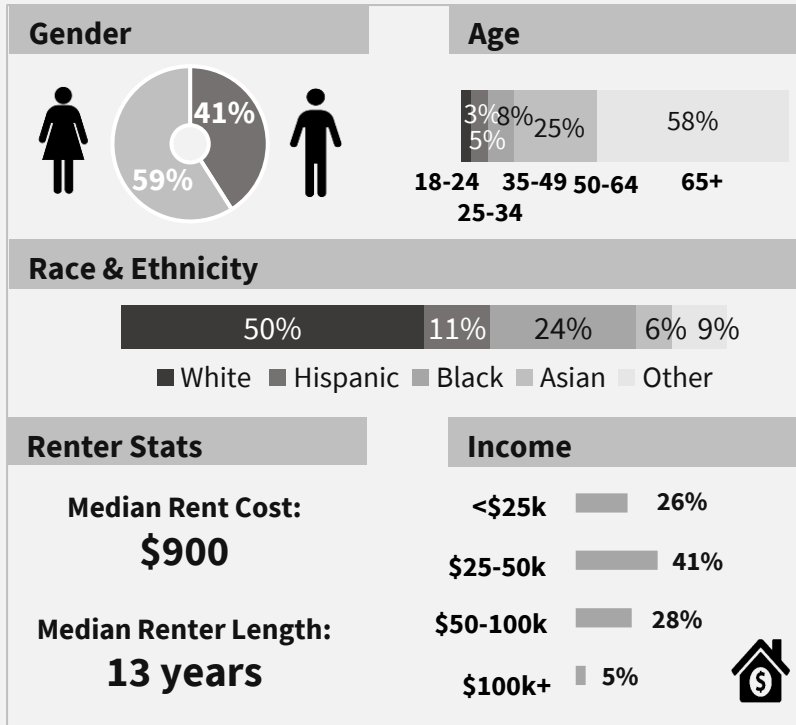 Gender
41%
59%
Age
3% 8% 25% 58%
5%
18-24 35-49 50-64 65+
25-34
Race & Ethnicity
50% 11% 24% 6% 9%
White Hispanic Black Asian Other
Renter Stats
Median Rent Cost:
$900
Median Renter Length:
13 years
Income
<$25k 26%
$25-50k 41%
$50-100k 28%
$100k+ 5%
$